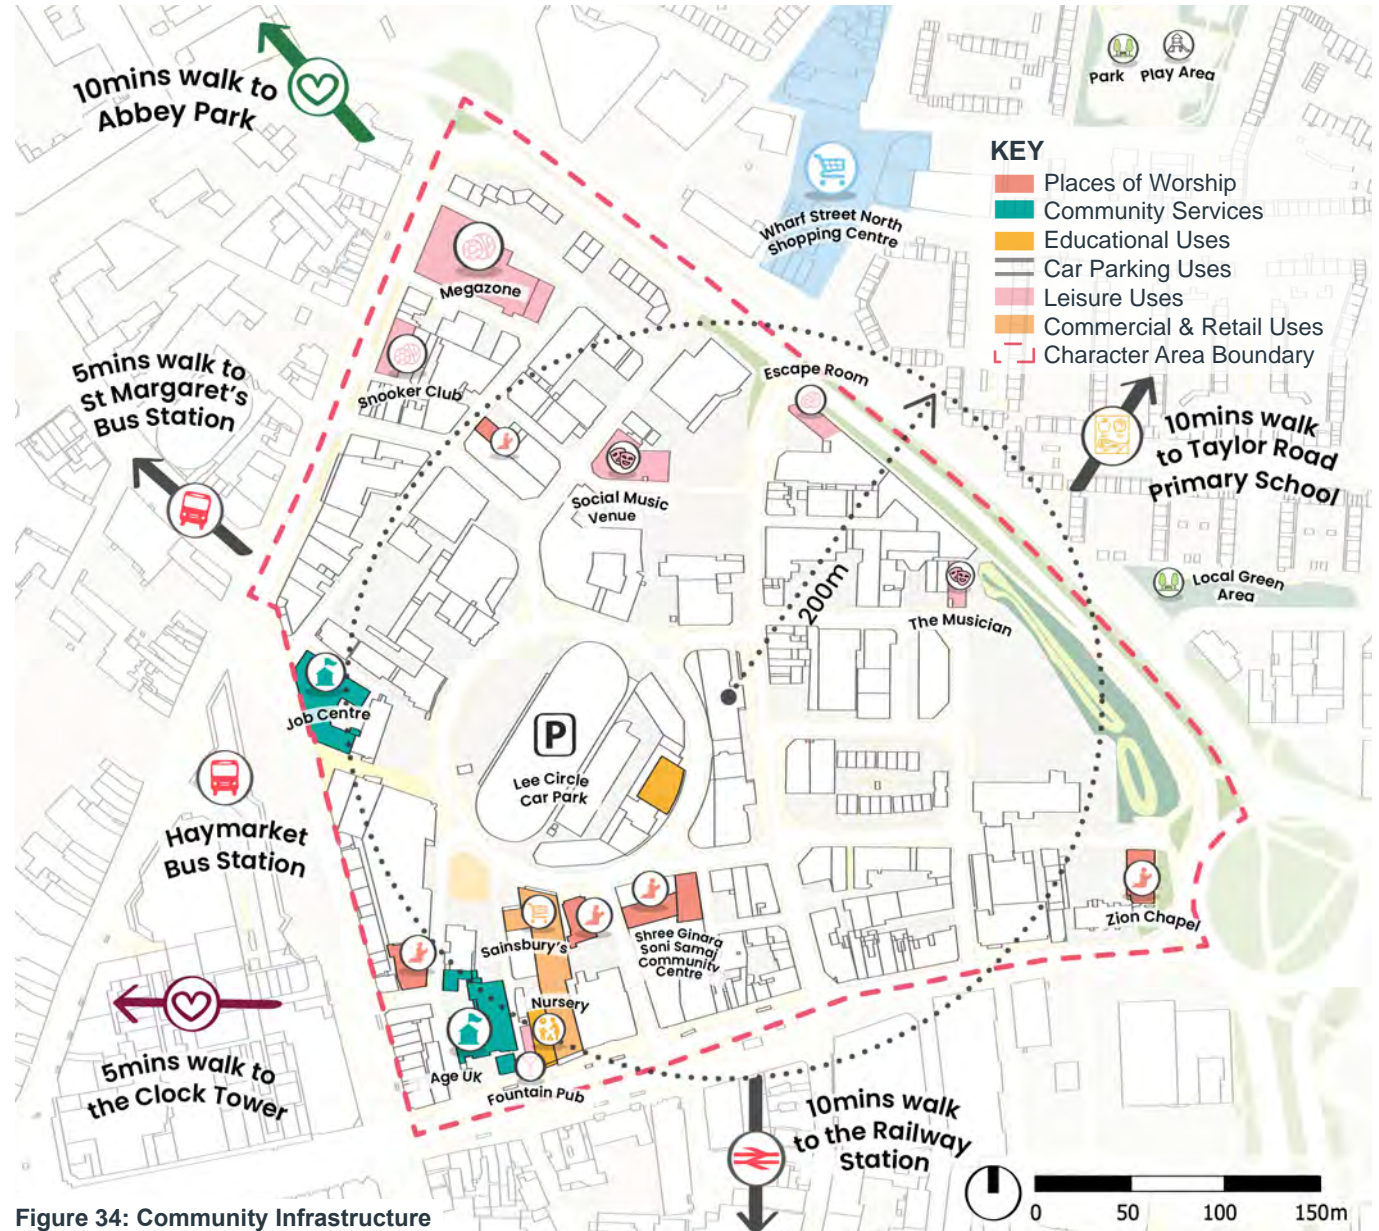 10mins walk to
Abbey Park
Park
Play Area
KEY
Places of Worship
Community Services
Educational Uses
Car Parking Uses
Leisure Uses
Commercial & Retail Uses
Character Area Boundary
Wharf Street North
Shopping Centre
Megazone
5mins walk to
St Margaret's
Bus Station
Snooker Club
Escape Room
10mins walk
to Taylor Road
Primary School
Social Music
Venue
200m
The Musician
Local Green
Area
Job Centre
P
Lee Circle
Car Park
Haymarket
Bus Station
Sainsbury's
Shree Ginara
Soni Samaj
Community
Centre
Zion Chapel
Nursery
5mins walk to
the Clock Tower
Age UK
Fountain Pub
10mins walk
to the Railway
Station
0 50 100 150m
Figure 34: Community Infrastructure